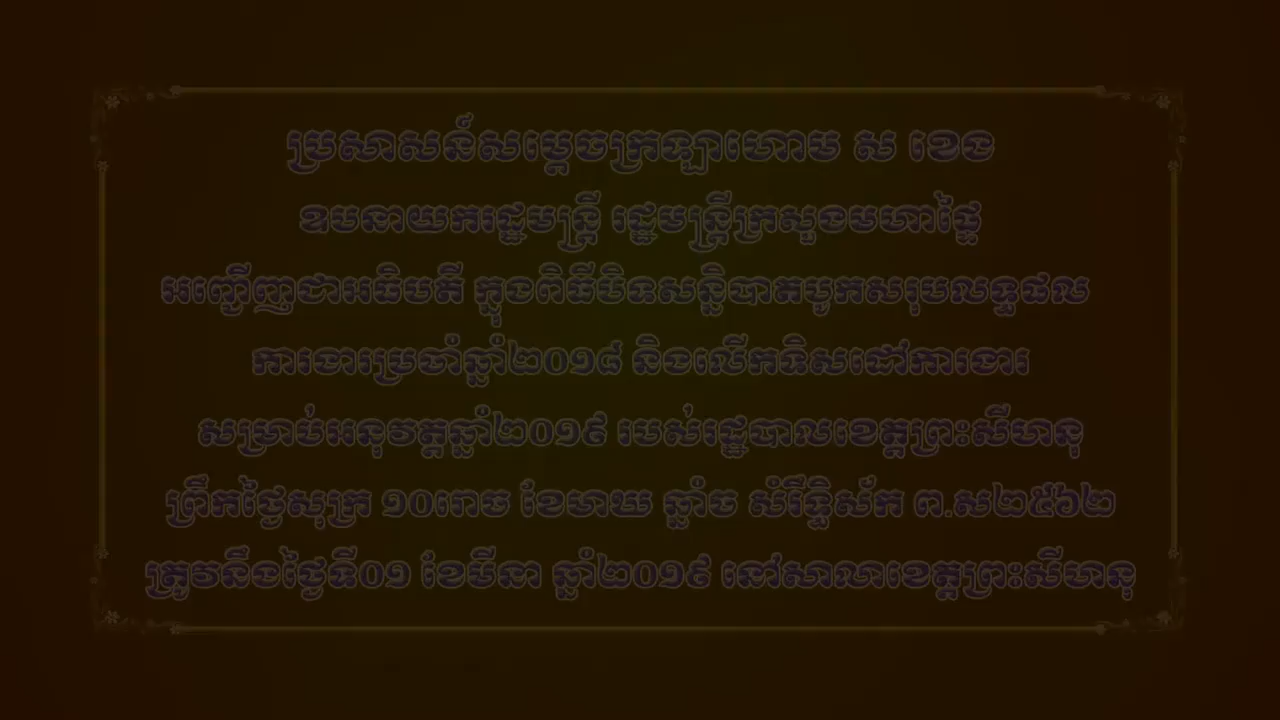 ប្រសាសន៍សម្ដេចក្រឡាហោម ស ខេង
ឧបនាយករដ្ឋមន្ត្រី រដ្ឋមន្ត្រីក្រសួងមហាផ្ទៃ
អញ្ជើញជាអធិបតី ក្នុងពិធីបិទសន្និបាតបូកសរុបលទ្ធផល
ការងារប្រចាំឆ្នាំ២០១៨ និងលើកទិសដៅការងារ
សម្រាប់អនុវត្តឆ្នាំ២០១៩ របស់រដ្ឋបាលខេត្តព្រះសីហនុ
ព្រឹកថ្ងៃសុក្រ ១០រោច ខែមាឃ ឆ្នាំច សំរឹទ្ធិស័ក ព.ស២៥៦២
ត្រូវនឹងថ្ងៃទី០១ ខែមីនា ឆ្នាំ២០១៩ នៅសាលាខេត្តព្រះសីហនុ